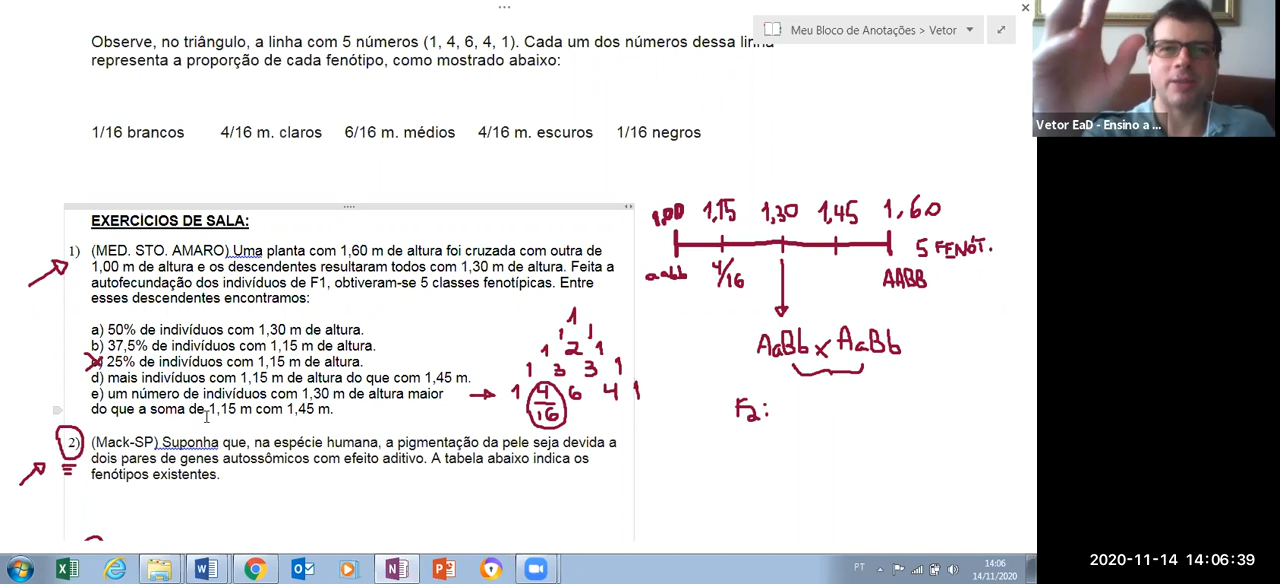 Observe, no triângulo, a linha com 5 números (1, 4, 6, 4, 1). Cada um dos números dessa linha
representa a proporção de cada fenótipo, como mostrado abaixo:
Meu Bloco de Anotações > Vetor
Vetor EaD - Ensino a ...
1/16 brancos 4/16 m. claros 6/16 m. médios 4/16 m. escuros 1/16 negros
EXERCÍCIOS DE SALA:
1) (MED. STO. AMARO) Uma planta com 1,60 m de altura foi cruzada com outra de
1,00 m de altura e os descendentes resultaram todos com 1,30 m de altura. Feita a
autofecundação dos indivíduos de F1, obtiveram-se 5 classes fenotípicas. Entre
esses descendentes encontramos:
a) 50% de indivíduos com 1,30 m de altura.
b) 37,5% de indivíduos com 1,15 m de altura.
25% de indivíduos com 1,15 m de altura.
d) mais indivíduos com 1,15 m de altura do que com 1,45 m.
e) um número de indivíduos com 1,30 m de altura maior
do que a soma de 1,15 m com 1,45 m.
2) (Mack-SP) Suponha que, na espécie humana, a pigmentação da pele seja devida a
dois pares de genes autossômicos com efeito aditivo. A tabela abaixo indica os
fenótipos existentes.
1
1 1
1 2 1
1 3 3 1
1 4 6 4 1
16
1,00 1,15 1,30 1,45 1,60
5 FENÓT.
aabb 4/16 AABB
AaBb x AaBb
F2:
PT
14:06
14/11/2020
2020-11-14 14:06:39